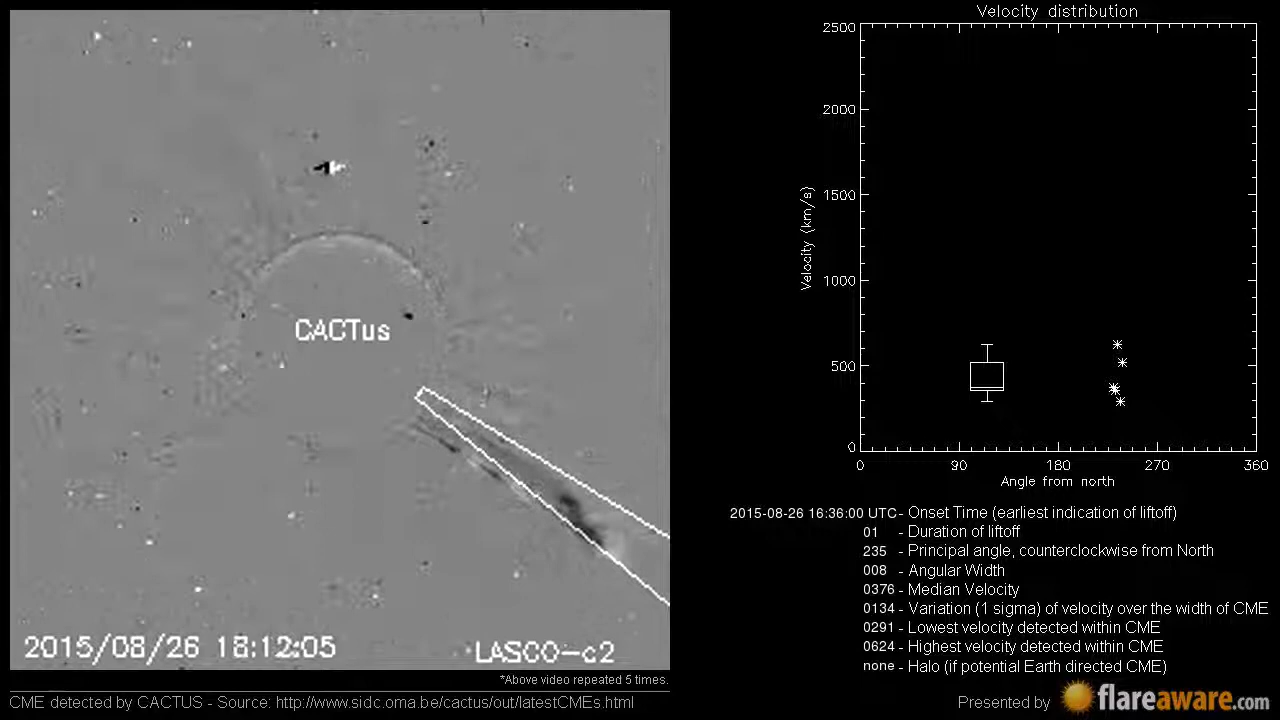 Velocity distribution
2500
2000
1500
1000
500
0
Velocity (km/s)
0 90 180 270 360
Angle from north
CACTus
2015/08/26 18:12:05 LASCO-c2
*Above video repeated 5 times.
CME detected by CACTUS - Source: http://www.sidc.oma.be/cactus/out/latestCMEs.html
2015-08-26 16:36:00 UTC - Onset Time (earliest indication of liftoff)
01 - Duration of liftoff
235 - Principal angle, counterclockwise from North
008 - Angular Width
0376 - Median Velocity
0134 - Variation (1 sigma) of velocity over the width of CME
0291 - Lowest velocity detected within CME
0624 - Highest velocity detected within CME
none - Halo (if potential Earth directed CME)
Presented by flareaware.com